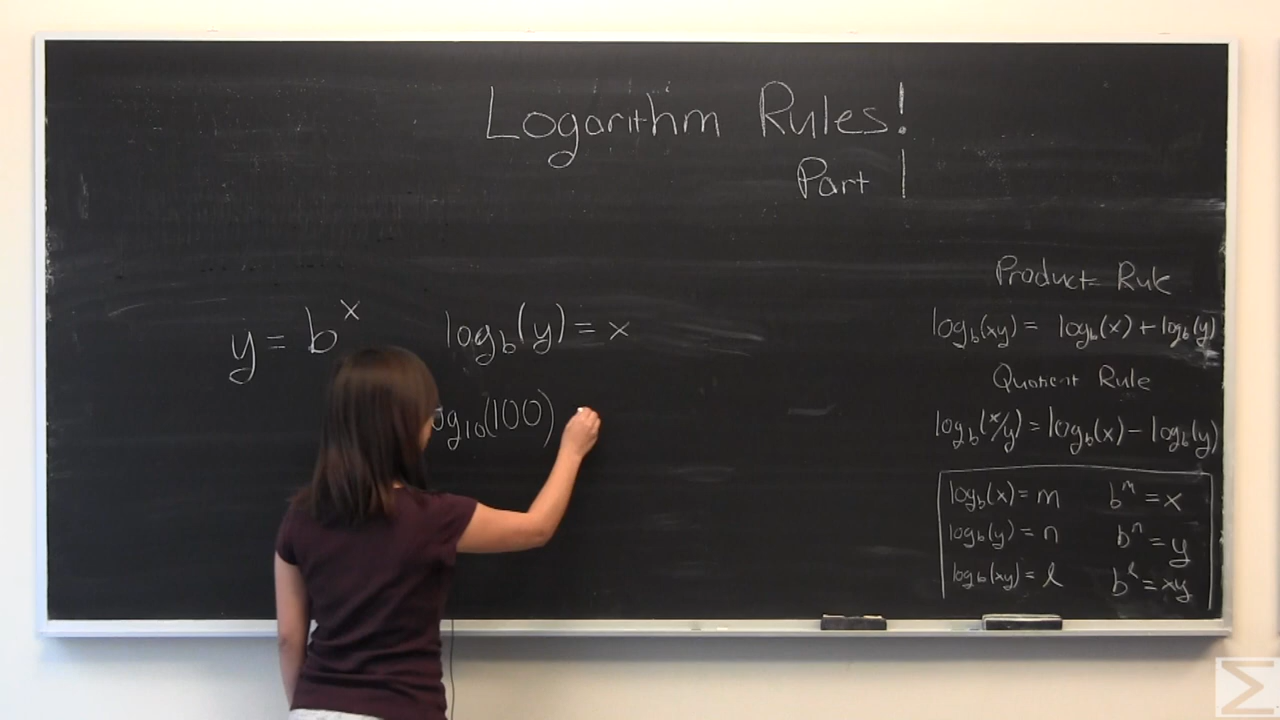 Logarithm Rules!
Part 1
y = b^x
log_b(y) = x
log_10(100)
Product Rule
log_b(xy) = log_b(x) + log_b(y)
Quotient Rule
log_b(x/y) = log_b(x) - log_b(y)
log_b(x) = m b^m = x
log_b(y) = n b^n = y
log_b(xy) = l b^l = xy
Σ